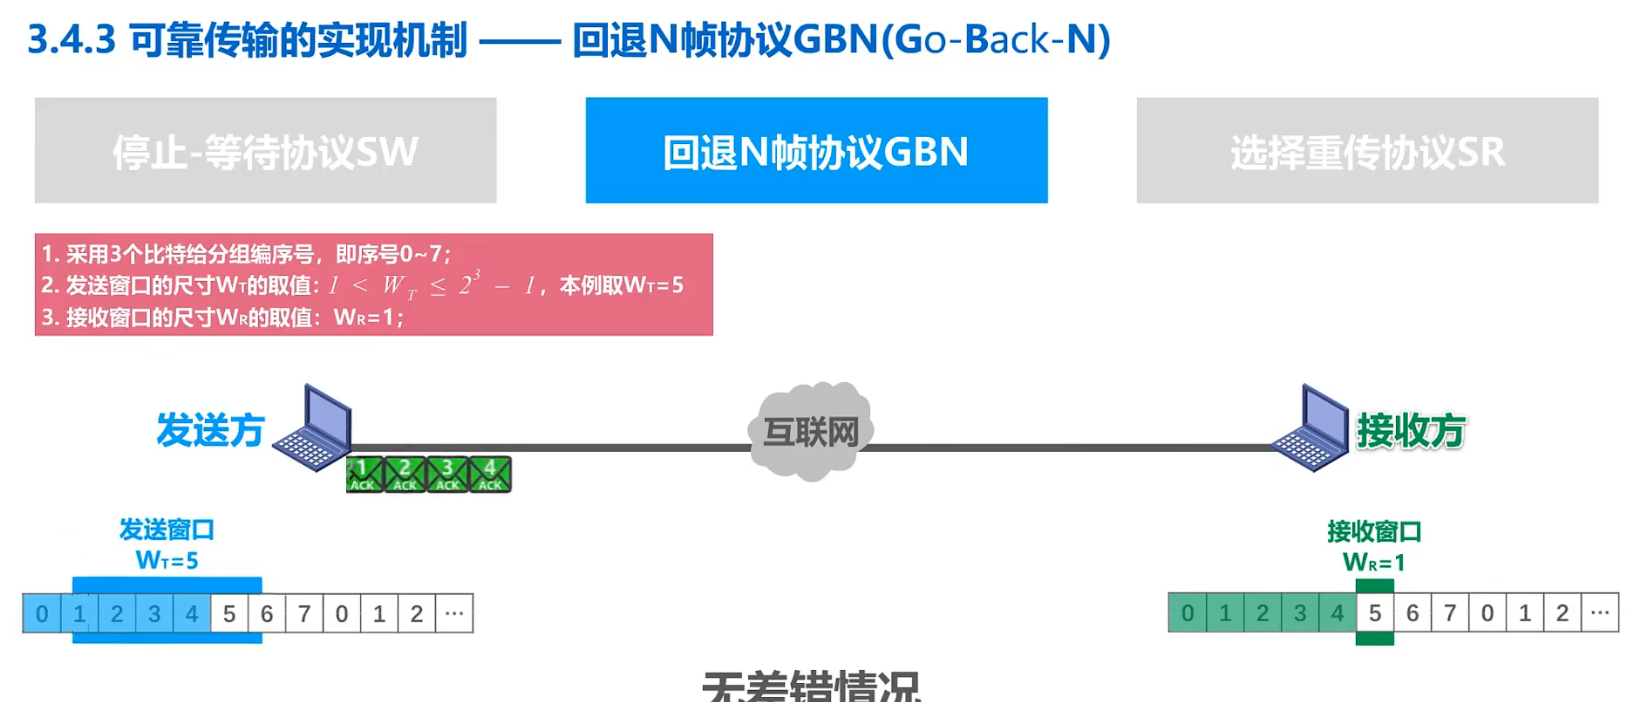 3.4.3 可靠传输的实现机制 —— 回退N帧协议GBN(Go-Back-N)
停止-等待协议SW
回退N帧协议GBN
选择重传协议SR
1. 采用3个比特给分组编序号，即序号0~7；
2. 发送窗口的尺寸WT的取值：1 < W_T ≤ 2^3 − 1，本例取WT=5
3. 接收窗口的尺寸WR的取值：WR=1；
发送方
互联网
接收方
1 2 3 4
ACK ACK ACK ACK
发送窗口
WT=5
0 1 2 3 4 5 6 7 0 1 2 ···
接收窗口
WR=1
0 1 2 3 4 5 6 7 0 1 2 ···
无差错情况